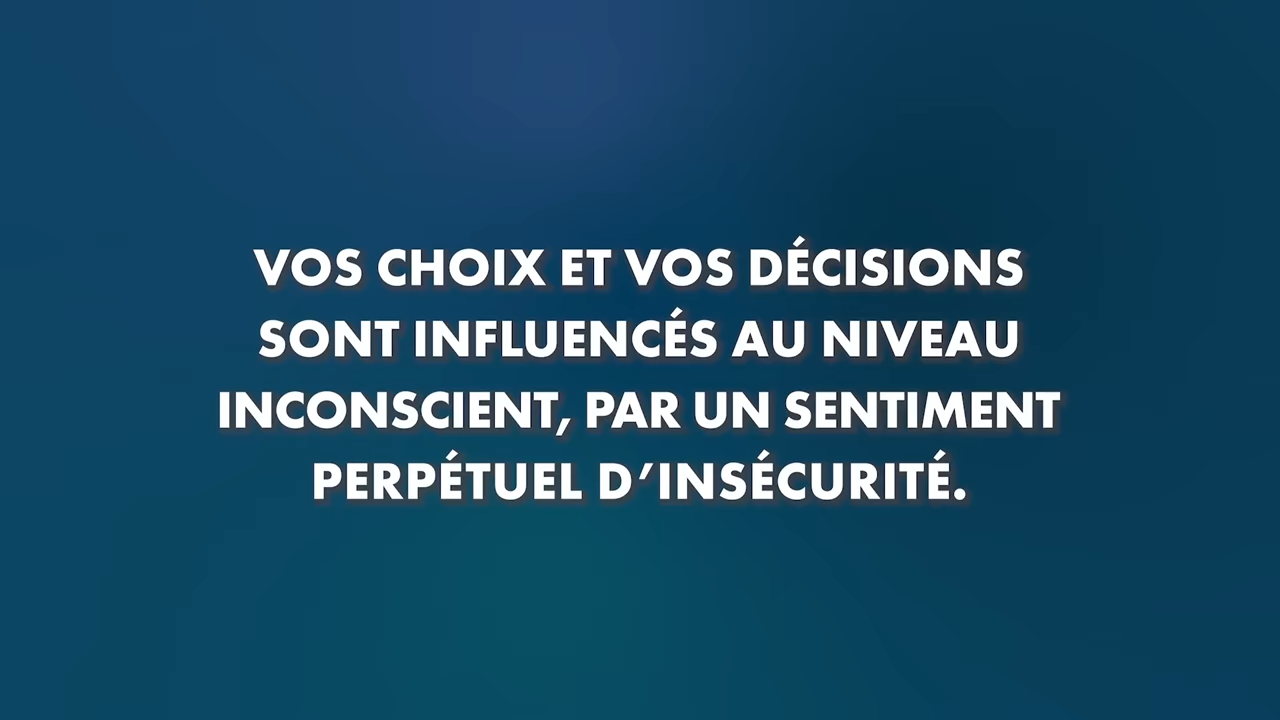 VOS CHOIX ET VOS DÉCISIONS
SONT INFLUENCÉS AU NIVEAU
INCONSCIENT, PAR UN SENTIMENT
PERPÉTUEL D’INSÉCURITÉ.